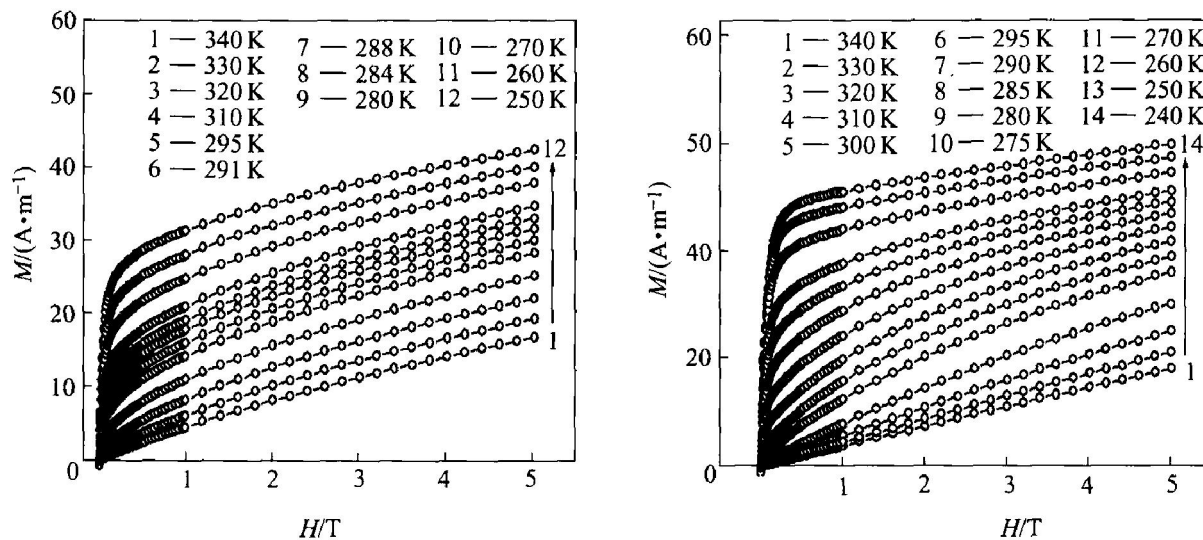 60
50
40
30
20
10
0
M/(A•m⁻¹)
1 — 340 K
2 — 330 K
3 — 320 K
4 — 310 K
5 — 295 K
6 — 291 K
7 — 288 K
8 — 284 K
9 — 280 K
10 — 270 K
11 — 260 K
12 — 250 K
12
1
1 2 3 4 5
H/T
60
50
40
20
0
M/(A•m⁻¹)
1 — 340 K
2 — 330 K
3 — 320 K
4 — 310 K
5 — 300 K
6 — 295 K
7 — 290 K
8 — 285 K
9 — 280 K
10 — 275 K
11 — 270 K
12 — 260 K
13 — 250 K
14 — 240 K
14
1
1 2 3 4 5
H/T